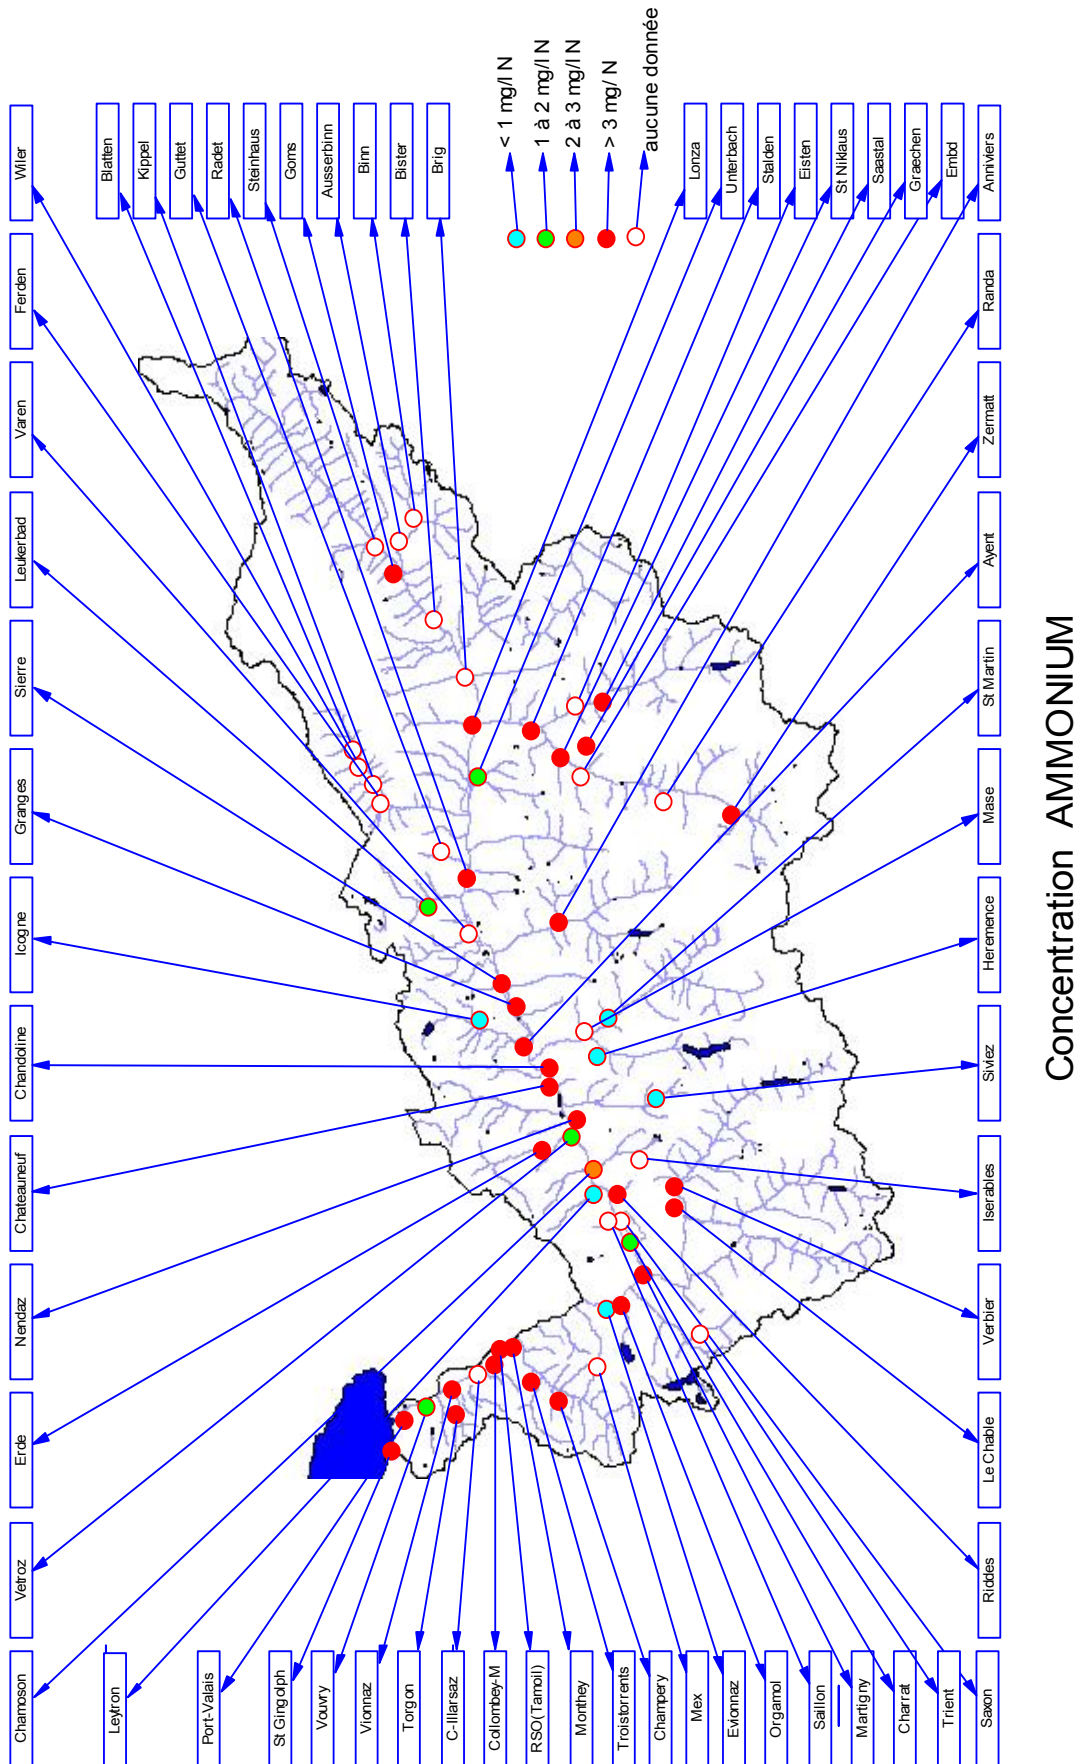 Wiler
Ferden
Varen
Leukerbad
Sierre
Granges
Icogne
Chandoline
Chateauneuf
Nendaz
Erde
Vetroz
Chamoson
Blatten
Kippel
Guttet
Radet
Steinhaus
Goms
Ausserbinn
Binn
Bister
Brig
< 1 mg/l N
1 à 2 mg/l N
2 à 3 mg/l N
> 3 mg/ N
aucune donnée
Lonza
Unterbach
Stalden
Eisten
St Niklaus
Saastal
Graechen
Embd
Anniviers
Randa
Zermatt
Ayent
St Martin
Mase
Heremence
Siviez
Iserables
Verbier
Le Chable
Riddes
Saxon
Leytron
Port-Valais
St Gingolph
Vouvry
Vionnaz
Torgon
C-Illarsaz
Collombey-M
RSO(Tamoil)
Monthey
Troistorrents
Champery
Mex
Evionnaz
Orgamol
Saillon
Martigny
Charrat
Trient
Concentration AMMONIUM